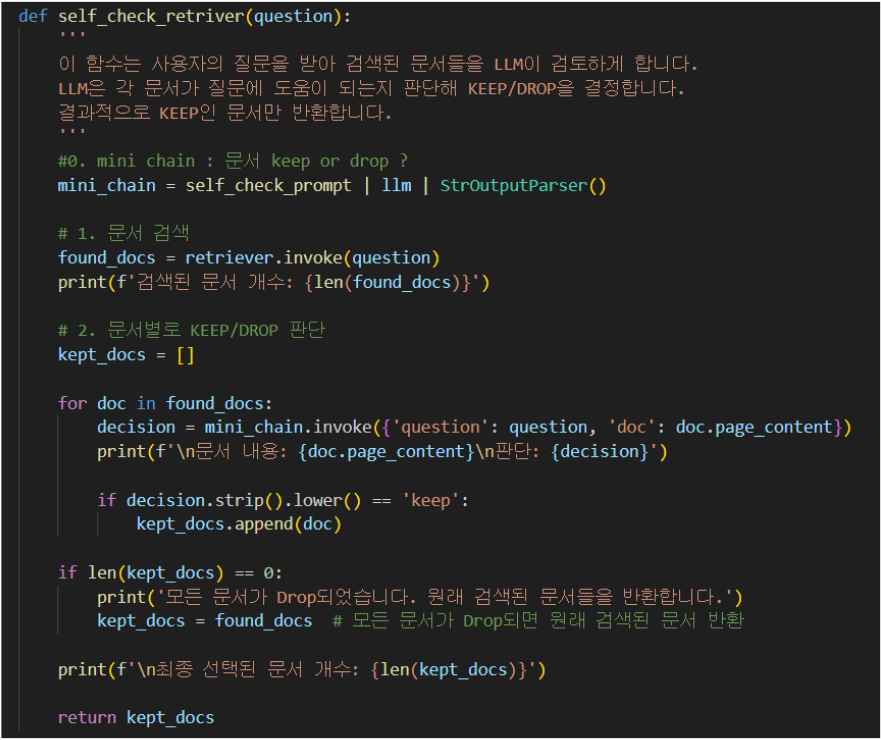 def self_check_retriver(question):
    '''
    이 함수는 사용자의 질문을 받아 검색된 문서들을 LLM이 검토하게 합니다.
    LLM은 각 문서가 질문에 도움이 되는지 판단해 KEEP/DROP을 결정합니다.
    결과적으로 KEEP인 문서만 반환합니다.
    '''
    #0. mini chain : 문서 keep or drop ?
    mini_chain = self_check_prompt | llm | StrOutputParser()
    # 1. 문서 검색
    found_docs = retriever.invoke(question)
    print(f'검색된 문서 개수: {len(found_docs)}')
    # 2. 문서별로 KEEP/DROP 판단
    kept_docs = []
    for doc in found_docs:
        decision = mini_chain.invoke({'question': question, 'doc': doc.page_content})
        print(f'\n문서 내용: {doc.page_content}\n판단: {decision}')
        if decision.strip().lower() == 'keep':
            kept_docs.append(doc)
    if len(kept_docs) == 0:
        print('모든 문서가 Drop되었습니다. 원래 검색된 문서들을 반환합니다.')
        kept_docs = found_docs  # 모든 문서가 Drop되면 원래 검색된 문서 반환
    print(f'\n최종 선택된 문서 개수: {len(kept_docs)}')
    return kept_docs